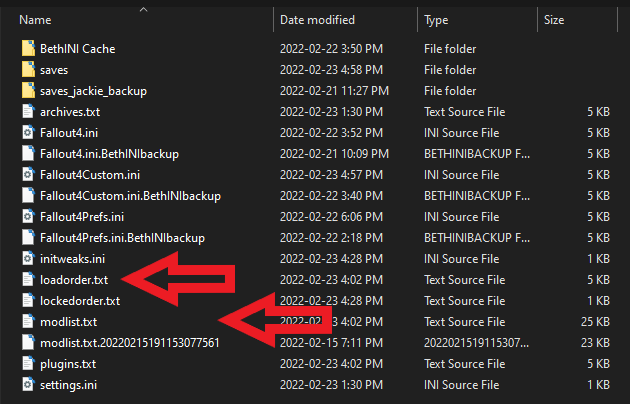 Name Date modified Type Size
BethINI Cache 2022-02-22 3:50 PM File folder
saves 2022-02-23 4:58 PM File folder
saves_jackie_backup 2022-02-21 11:27 PM File folder
archives.txt 2022-02-23 1:30 PM Text Source File 5 KB
Fallout4.ini 2022-02-22 3:52 PM INI Source File 5 KB
Fallout4.ini.BethINIbackup 2022-02-21 10:09 PM BETHINIBACKUP F... 5 KB
Fallout4Custom.ini 2022-02-23 4:57 PM INI Source File 5 KB
Fallout4Custom.ini.BethINIbackup 2022-02-22 3:40 PM BETHINIBACKUP F... 5 KB
Fallout4Prefs.ini 2022-02-22 6:06 PM INI Source File 5 KB
Fallout4Prefs.ini.BethINIbackup 2022-02-22 2:18 PM BETHINIBACKUP F... 5 KB
initweaks.ini 2022-02-23 4:28 PM INI Source File 1 KB
loadorder.txt 2022-02-23 4:02 PM Text Source File 5 KB
lockedorder.txt 2022-02-23 4:28 PM Text Source File 1 KB
modlist.txt 4:02 PM Text Source File 25 KB
modlist.txt.20220215191153077561 2022-02-15 7:11 PM 2022021519115307... 23 KB
plugins.txt 2022-02-23 4:02 PM Text Source File 5 KB
settings.ini 2022-02-23 1:30 PM INI Source File 1 KB